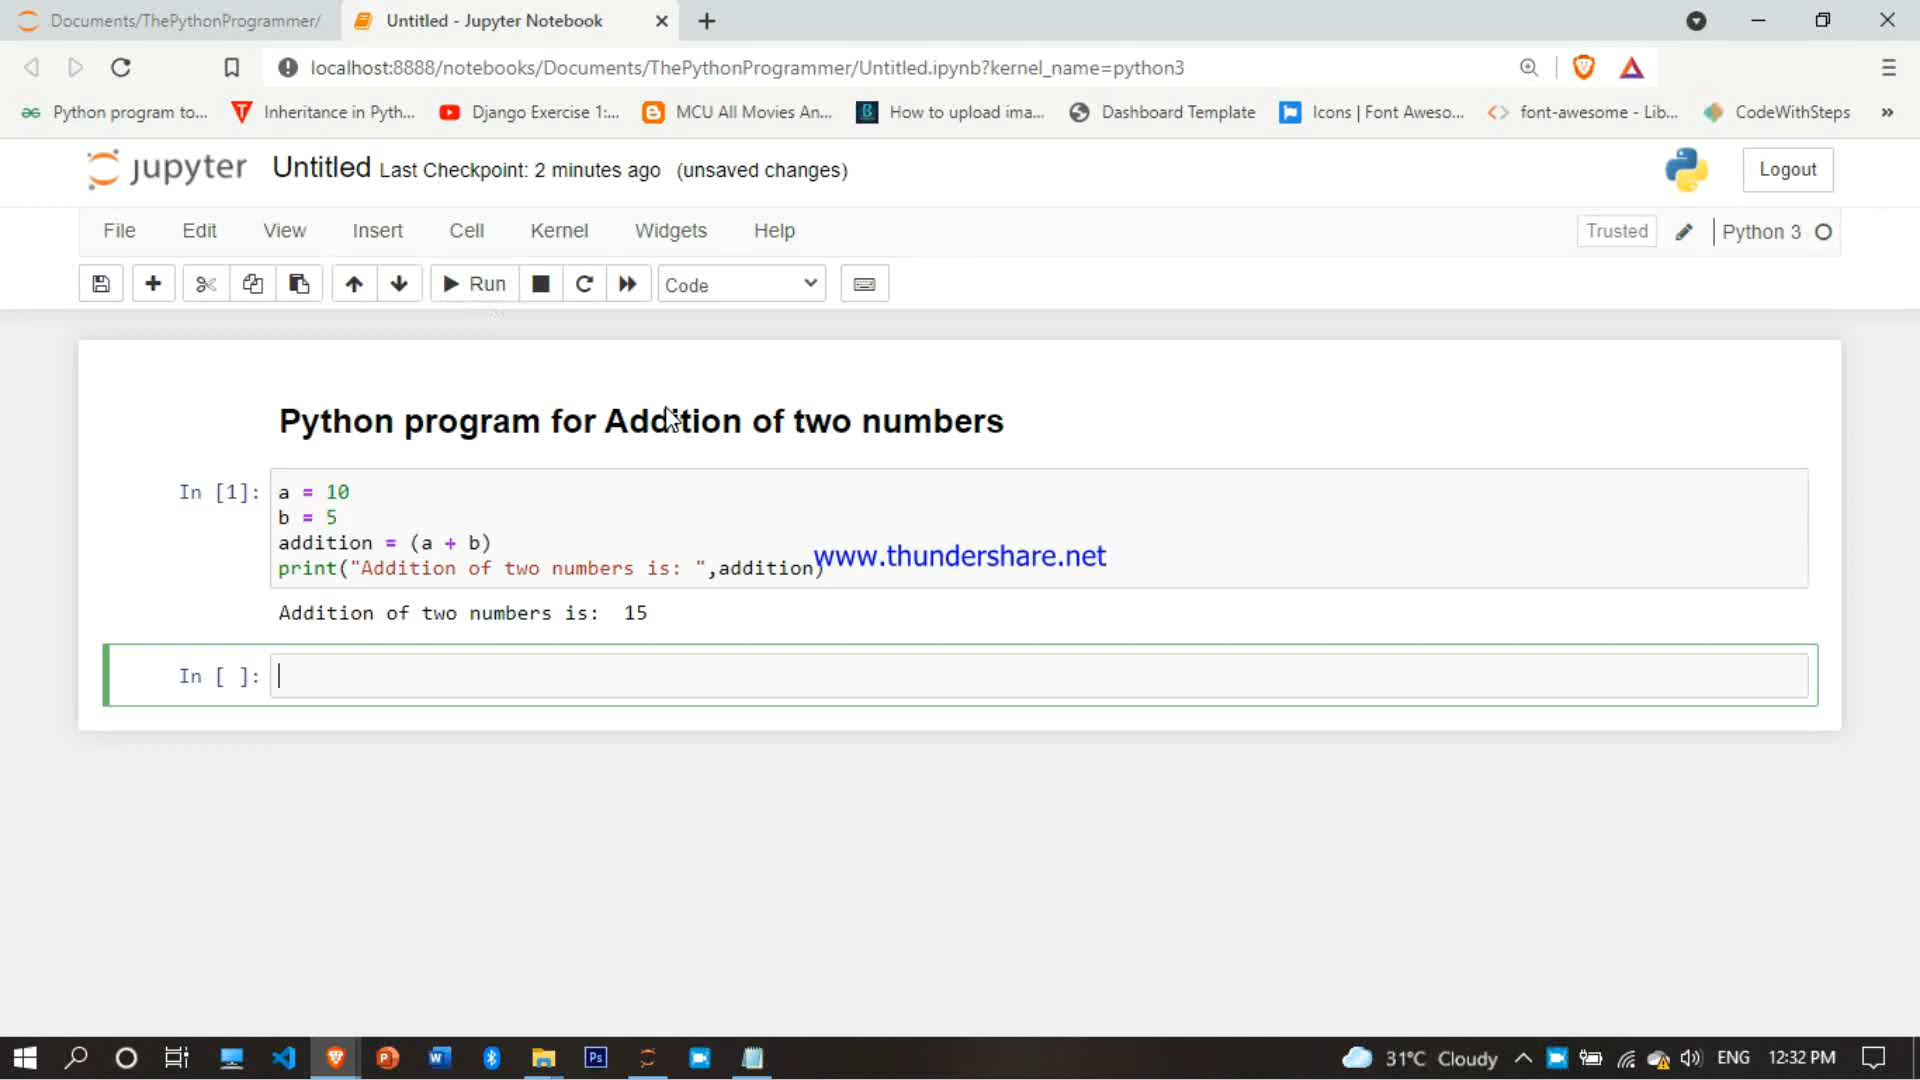 Documents/ThePythonProgrammer/
Untitled - Jupyter Notebook
localhost:8888/notebooks/Documents/ThePythonProgrammer/Untitled.ipynb?kernel_name=python3
Python program to...
Inheritance in Pyth...
Django Exercise 1:...
MCU All Movies An...
How to upload ima...
Dashboard Template
Icons | Font Aweso...
font-awesome - Lib...
CodeWithSteps
jupyter Untitled Last Checkpoint: 2 minutes ago (unsaved changes)
Logout
File Edit View Insert Cell Kernel Widgets Help
Trusted
Python 3
Run
Code
Python program for Addition of two numbers
In [1]: a = 10
b = 5
addition = (a + b)
print("Addition of two numbers is: ",addition)
www.thundershare.net
Addition of two numbers is:  15
In [ ]:
31°C Cloudy
ENG
12:32 PM